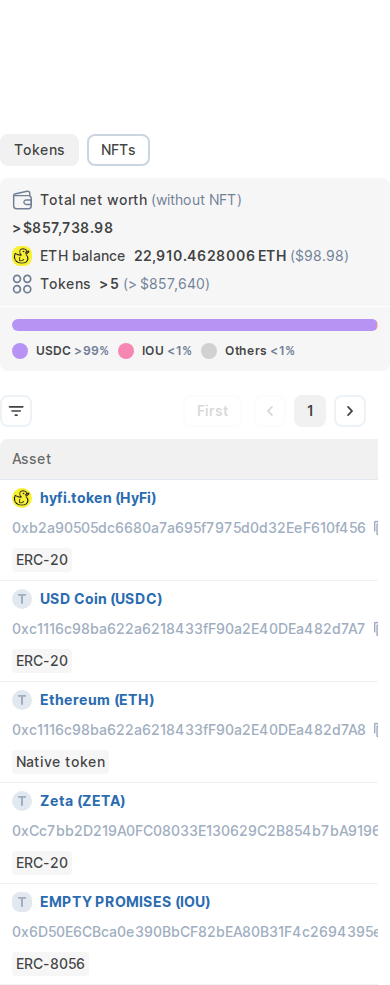 Tokens NFTs
Total net worth (without NFT)
>$857,738.98
ETH balance 22,910.4628006 ETH ($98.98)
Tokens >5 (> $857,640)
USDC >99% IOU <1% Others <1%
First 1
Asset
hyfi.token (HyFi)
0xb2a90505dc6680a7a695f7975d0d32EeF610f456
ERC-20
USD Coin (USDC)
0xc1116c98ba622a6218433fF90a2E40DEa482d7A7
ERC-20
Ethereum (ETH)
0xc1116c98ba622a6218433fF90a2E40DEa482d7A8
Native token
Zeta (ZETA)
0xCc7bb2D219A0FC08033E130629C2B854b7bA9196
ERC-20
EMPTY PROMISES (IOU)
0x6D50E6CBca0e390BbCF82bEA80B31F4c2694395e
ERC-8056